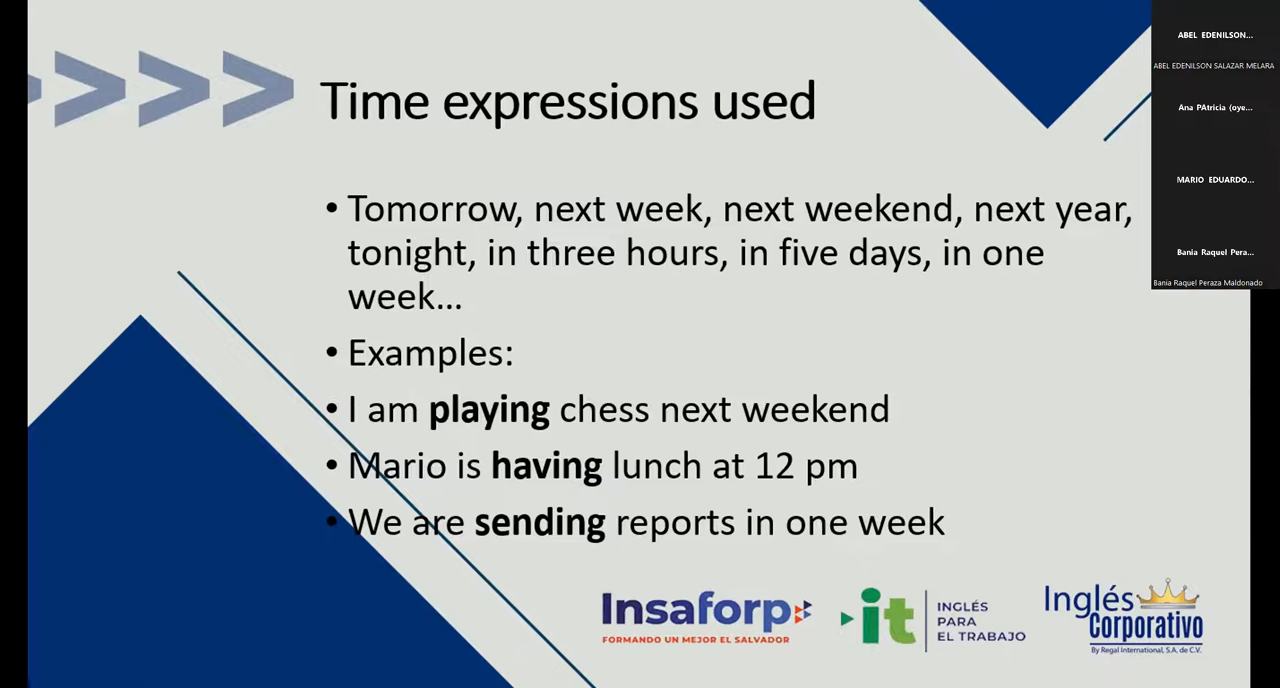 Time expressions used
• Tomorrow, next week, next weekend, next year,
tonight, in three hours, in five days, in one
week...
• Examples:
• I am playing chess next weekend
• Mario is having lunch at 12 pm
• We are sending reports in one week
Insaforp
FORMANDO UN MEJOR EL SALVADOR
it
INGLÉS
PARA
EL TRABAJO
Inglés
Corporativo
By Regal International, S.A. de C.V.
ABEL EDENILSON...
ABEL EDENILSON SALAZAR MELARA
Ana PAtricia (oye...
MARIO EDUARDO...
Bania Raquel Pera...
Bania Raquel Peraza Maldonado